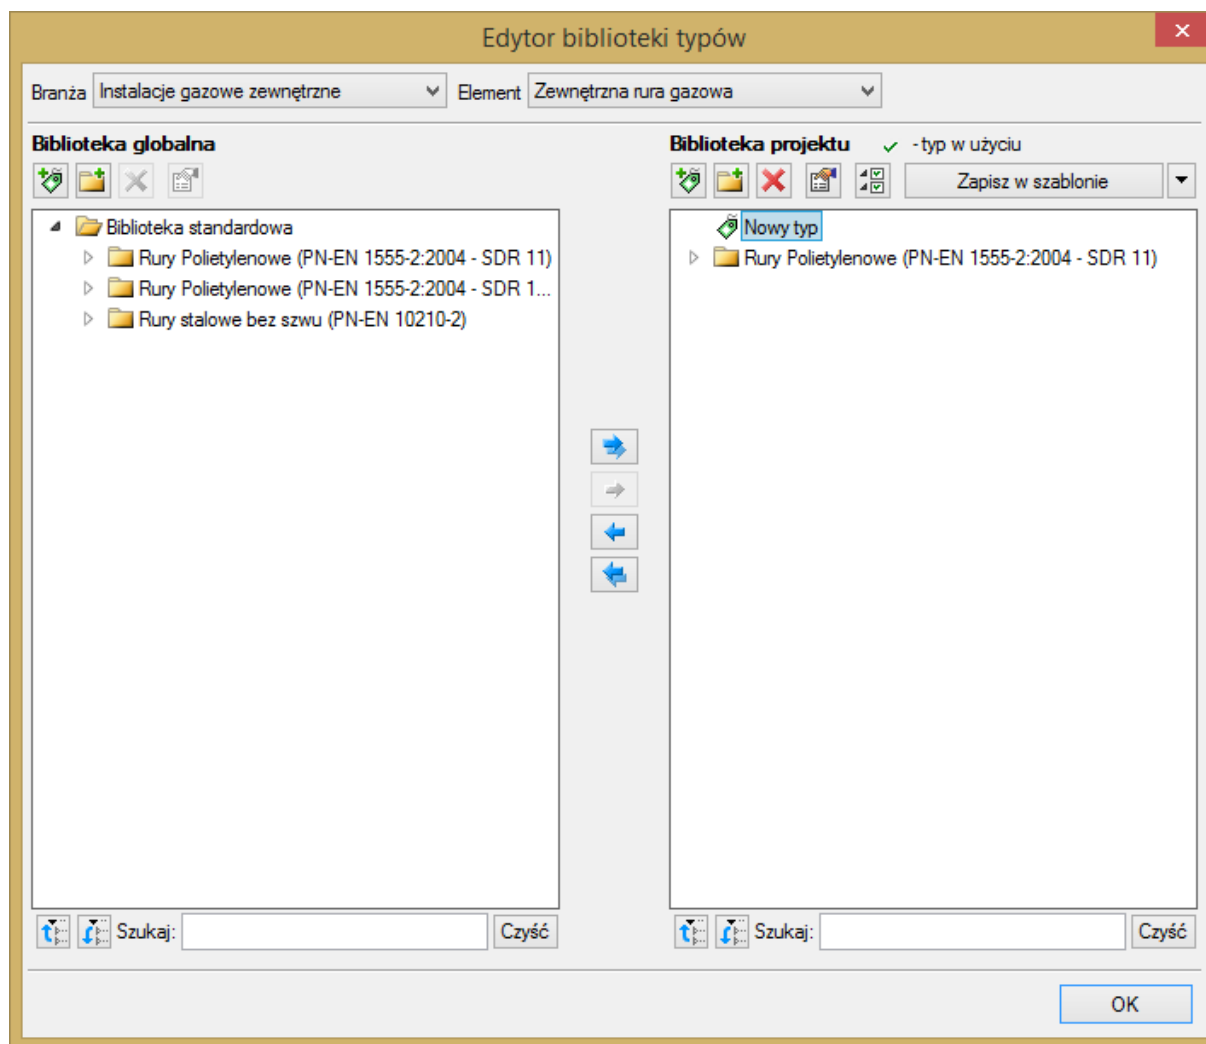 Edytor biblioteki typów
Branża Instalacje gazowe zewnętrzne Element Zewnętrzna rura gazowa
Biblioteka globalna
Biblioteka standardowa
Rury Polietylenowe (PN-EN 1555-2:2004 - SDR 11)
Rury Polietylenowe (PN-EN 1555-2:2004 - SDR 1...
Rury stalowe bez szwu (PN-EN 10210-2)
Szukaj: Czyść
Biblioteka projektu - typ w użyciu
Zapisz w szablonie
Nowy typ
Rury Polietylenowe (PN-EN 1555-2:2004 - SDR 11)
Szukaj: Czyść
OK